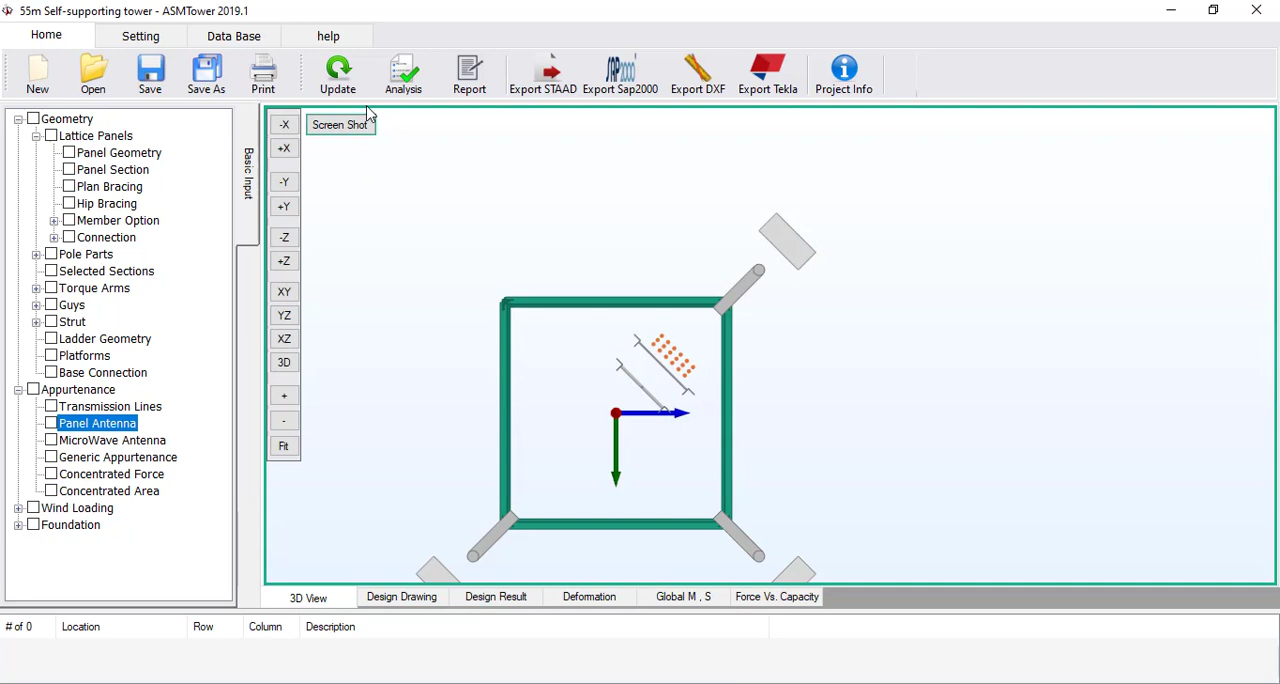 55m Self-supporting tower - ASMTower 2019.1
Home Setting Data Base help
New Open Save Save As Print Update Analysis Report Export STAAD Export Sap2000 Export DXF Export Tekla Project Info
SAP2000
Geometry
Lattice Panels
Panel Geometry
Panel Section
Plan Bracing
Hip Bracing
Member Option
Connection
Pole Parts
Selected Sections
Torque Arms
Guys
Strut
Ladder Geometry
Platforms
Base Connection
Appurtenance
Transmission Lines
Panel Antenna
MicroWave Antenna
Generic Appurtenance
Concentrated Force
Concentrated Area
Wind Loading
Foundation
Basic Input
-X
+X
-Y
+Y
-Z
+Z
XY
YZ
XZ
3D
+
-
Fit
Screen Shot
3D View Design Drawing Design Result Deformation Global M , S Force Vs. Capacity
# of 0 Location Row Column Description